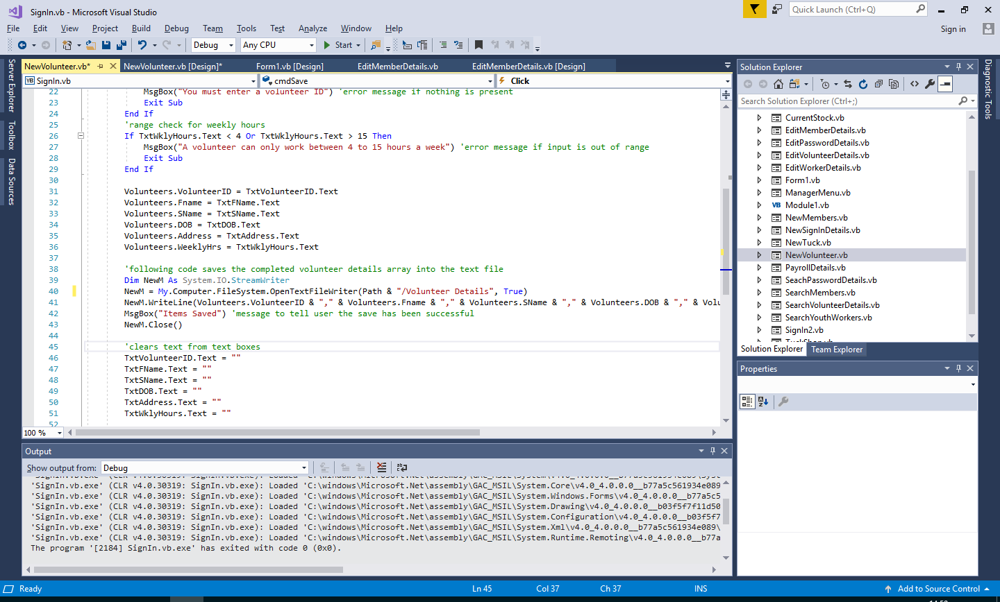 SignIn.vb - Microsoft Visual Studio
Quick Launch (Ctrl+Q)
File Edit View Project Build Debug Team Tools Test Analyze Window Help
Sign in
Debug Any CPU Start
Server Explorer
Toolbox
Data Sources
NewVolunteer.vb* NewVolunteer.vb [Design]* Form1.vb [Design] EditMemberDetails.vb EditMemberDetails.vb [Design]
VB SignIn.vb cmdSave Click
22 MsgBox("You must enter a volunteer ID") 'error message if nothing is present
23 Exit Sub
24 End If
25 'range check for weekly hours
26 If TxtWklyHours.Text < 4 Or TxtWklyHours.Text > 15 Then
27 MsgBox("A volunteer can only work between 4 to 15 hours a week") 'error message if input is out of range
28 Exit Sub
29 End If
30
31 Volunteers.VolunteerID = TxtVolunteerID.Text
32 Volunteers.Fname = TxtFName.Text
33 Volunteers.SName = TxtSName.Text
34 Volunteers.DOB = TxtDOB.Text
35 Volunteers.Address = TxtAddress.Text
36 Volunteers.WeeklyHrs = TxtWklyHours.Text
37
38 'following code saves the completed volunteer details array into the text file
39 Dim NewM As System.IO.StreamWriter
40 NewM = My.Computer.FileSystem.OpenTextFileWriter(Path & "/Volunteer Details", True)
41 NewM.WriteLine(Volunteers.VolunteerID & "," & Volunteers.Fname & "," & Volunteers.SName & "," & Volunteers.DOB & "," & Volu
42 MsgBox("Items Saved") 'message to tell user the save has been successful
43 NewM.Close()
44
45 'clears text from text boxes
46 TxtVolunteerID.Text = ""
47 TxtFName.Text = ""
48 TxtSName.Text = ""
49 TxtDOB.Text = ""
50 TxtAddress.Text = ""
51 TxtWklyHours.Text = ""
52
100 %
Output
Show output from: Debug
'SignIn.vb.exe' (CLR v4.0.30319: SignIn.vb.exe): Loaded 'C:\windows\Microsoft.Net\assembly\GAC_MSIL\System.Core\v4.0_4.0.0.0__b77a5c561934e089
'SignIn.vb.exe' (CLR v4.0.30319: SignIn.vb.exe): Loaded 'C:\windows\Microsoft.Net\assembly\GAC_MSIL\System.Windows.Forms\v4.0_4.0.0.0__b77a5c5
'SignIn.vb.exe' (CLR v4.0.30319: SignIn.vb.exe): Loaded 'C:\windows\Microsoft.Net\assembly\GAC_MSIL\System.Drawing\v4.0_4.0.0.0__b03f5f7f11d50
'SignIn.vb.exe' (CLR v4.0.30319: SignIn.vb.exe): Loaded 'C:\windows\Microsoft.Net\assembly\GAC_MSIL\System.Configuration\v4.0_4.0.0.0__b03f5f7
'SignIn.vb.exe' (CLR v4.0.30319: SignIn.vb.exe): Loaded 'C:\windows\Microsoft.Net\assembly\GAC_MSIL\System.Xml\v4.0_4.0.0.0__b77a5c561934e089\
'SignIn.vb.exe' (CLR v4.0.30319: SignIn.vb.exe): Loaded 'C:\windows\Microsoft.Net\assembly\GAC_MSIL\System.Runtime.Remoting\v4.0_4.0.0.0__b77a
The program '[2184] SignIn.vb.exe' has exited with code 0 (0x0).
Solution Explorer
Search Solution Explorer (Ctrl+;)
CurrentStock.vb
EditMemberDetails.vb
EditPasswordDetails.vb
EditVolunteerDetails.vb
EditWorkerDetails.vb
Form1.vb
ManagerMenu.vb
VB Module1.vb
NewMembers.vb
NewSignInDetails.vb
NewTuck.vb
NewVolunteer.vb
PayrollDetails.vb
SeachPasswordDetails.vb
SearchMembers.vb
SearchVolunteerDetails.vb
SearchYouthWorkers.vb
SignIn2.vb
TuckShop.vb
Solution Explorer Team Explorer
Properties
Diagnostic Tools
Ready Ln 45 Col 37 Ch 37 INS Add to Source Control